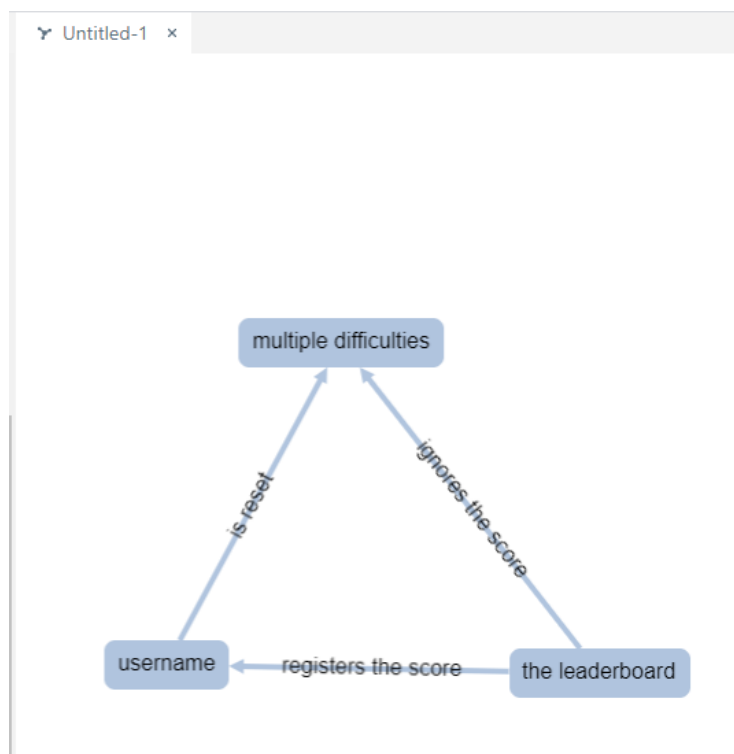 Untitled-1 ×
multiple difficulties
is reset
ignores the score
username
registers the score
the leaderboard